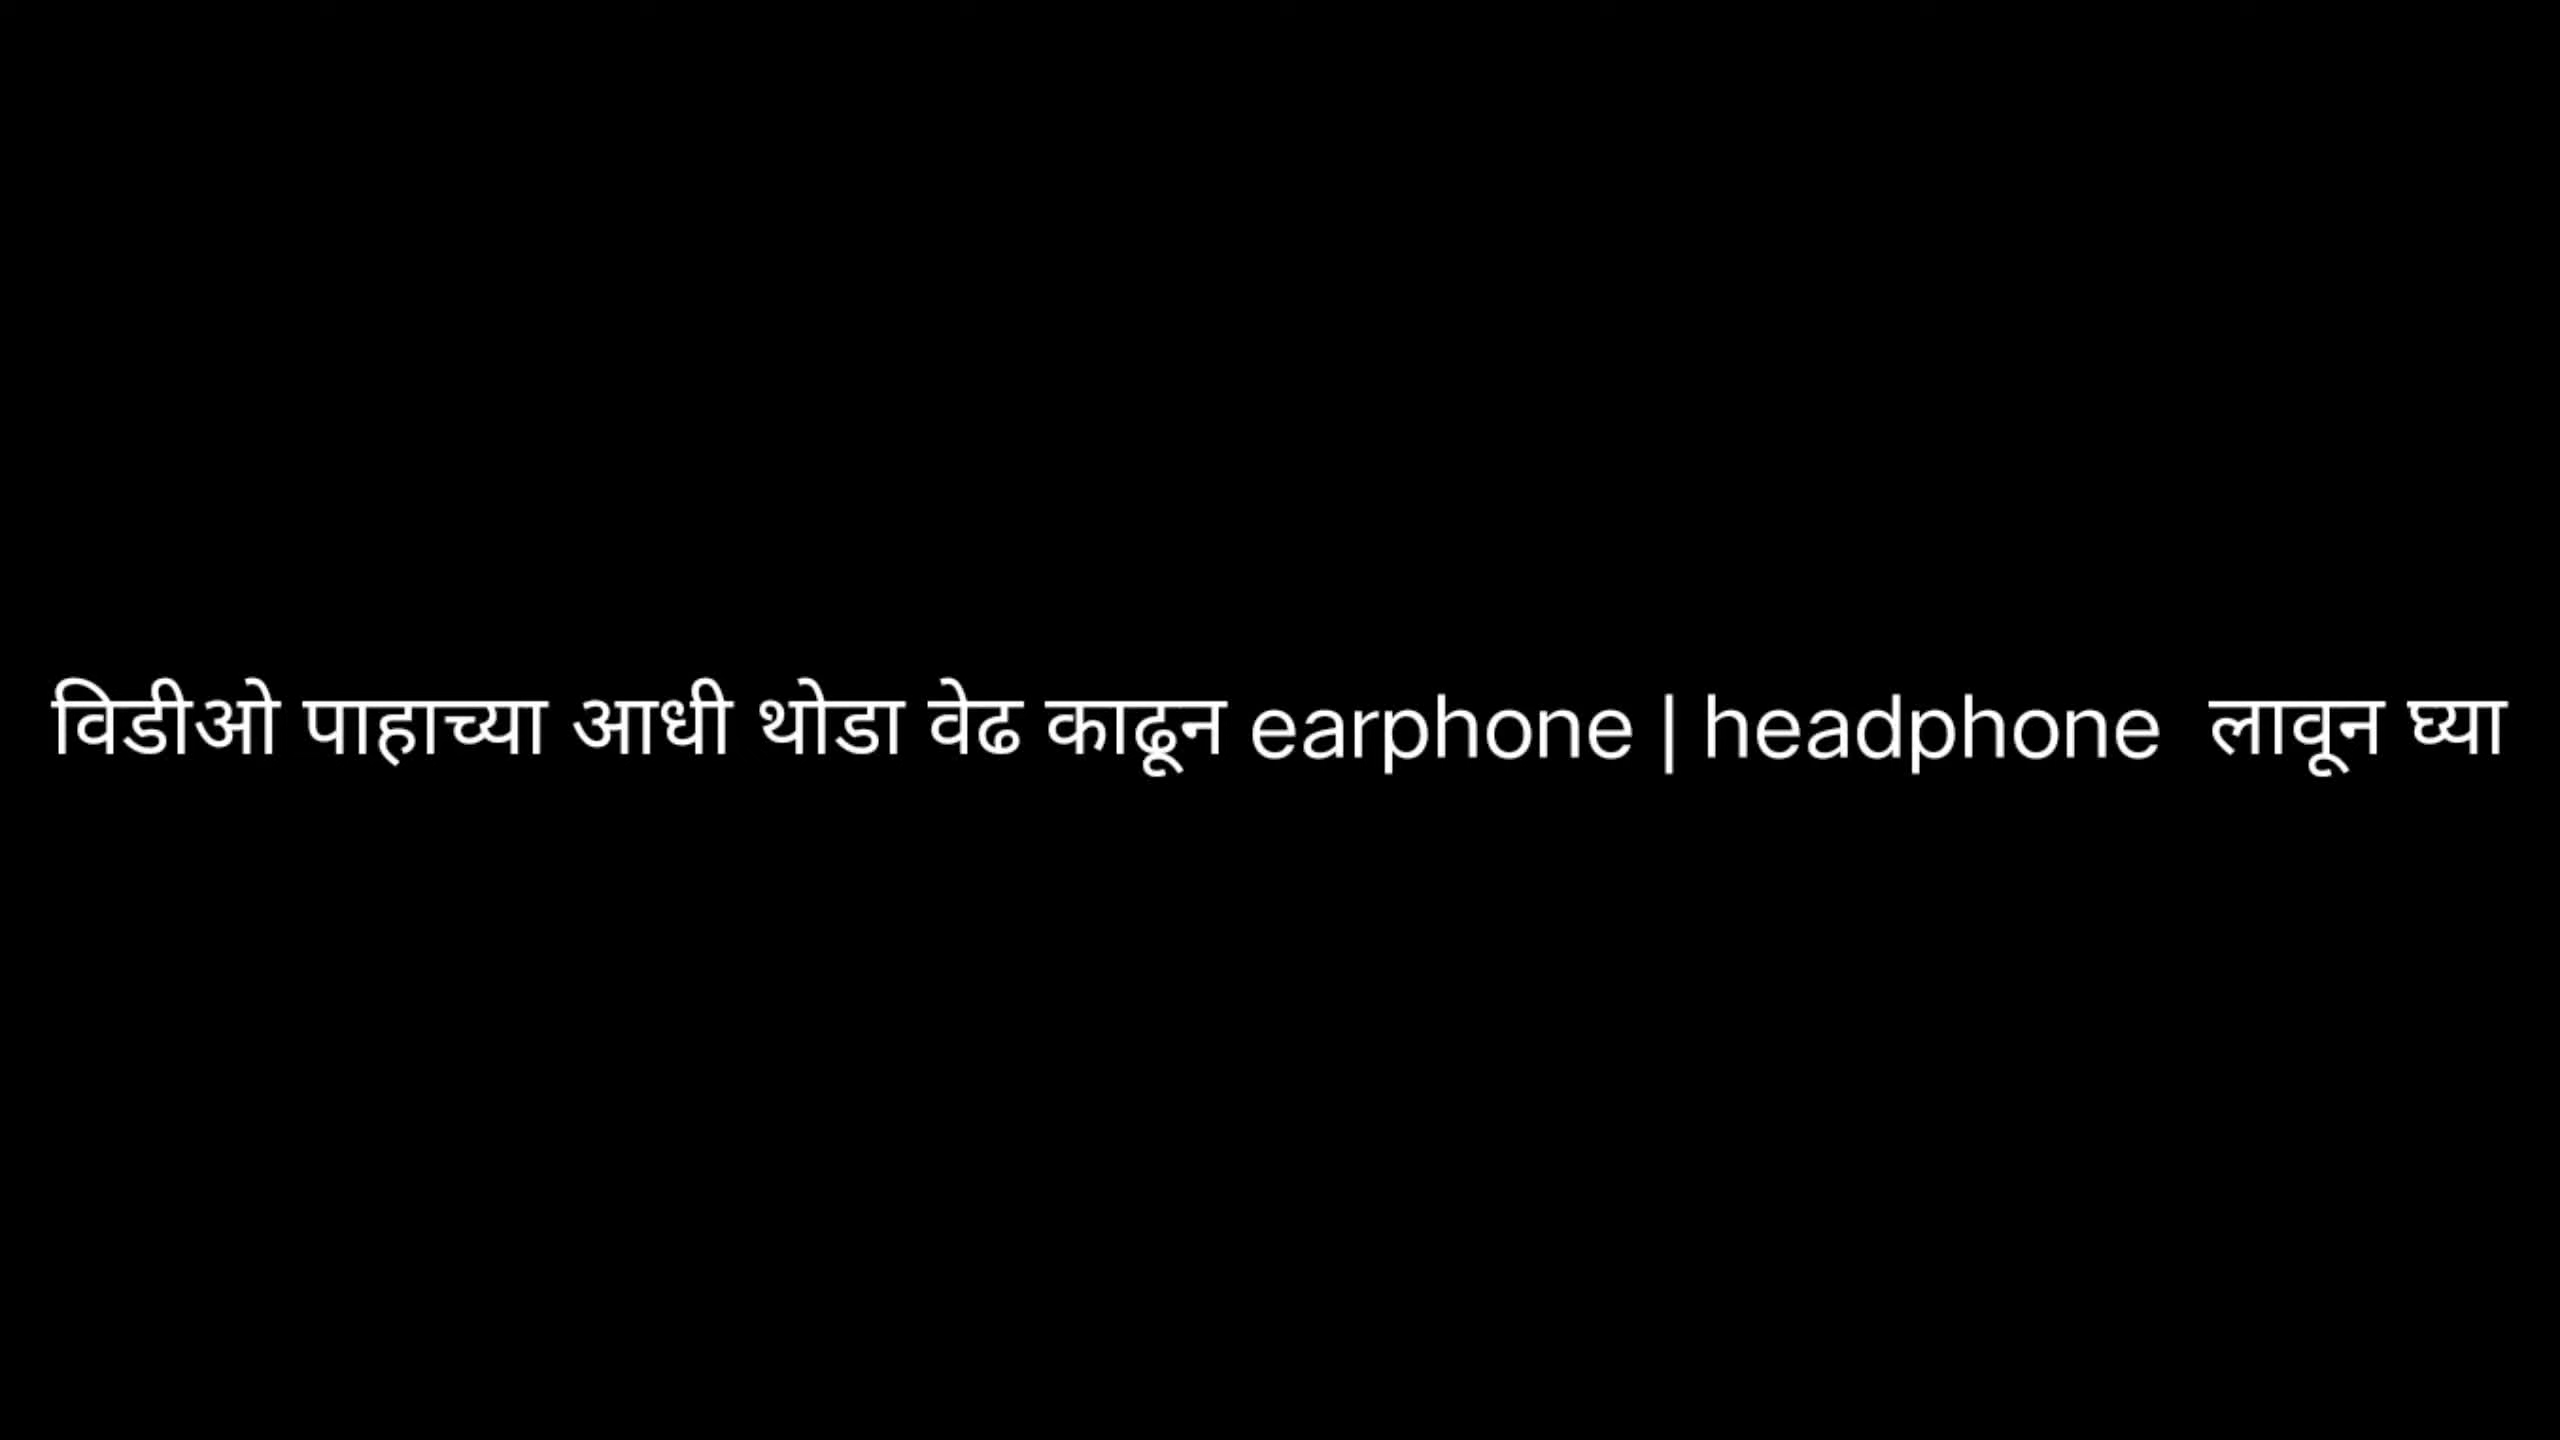 विडीओ पाहाच्या आधी थोडा वेढ काढून earphone | headphone  लावून घ्या